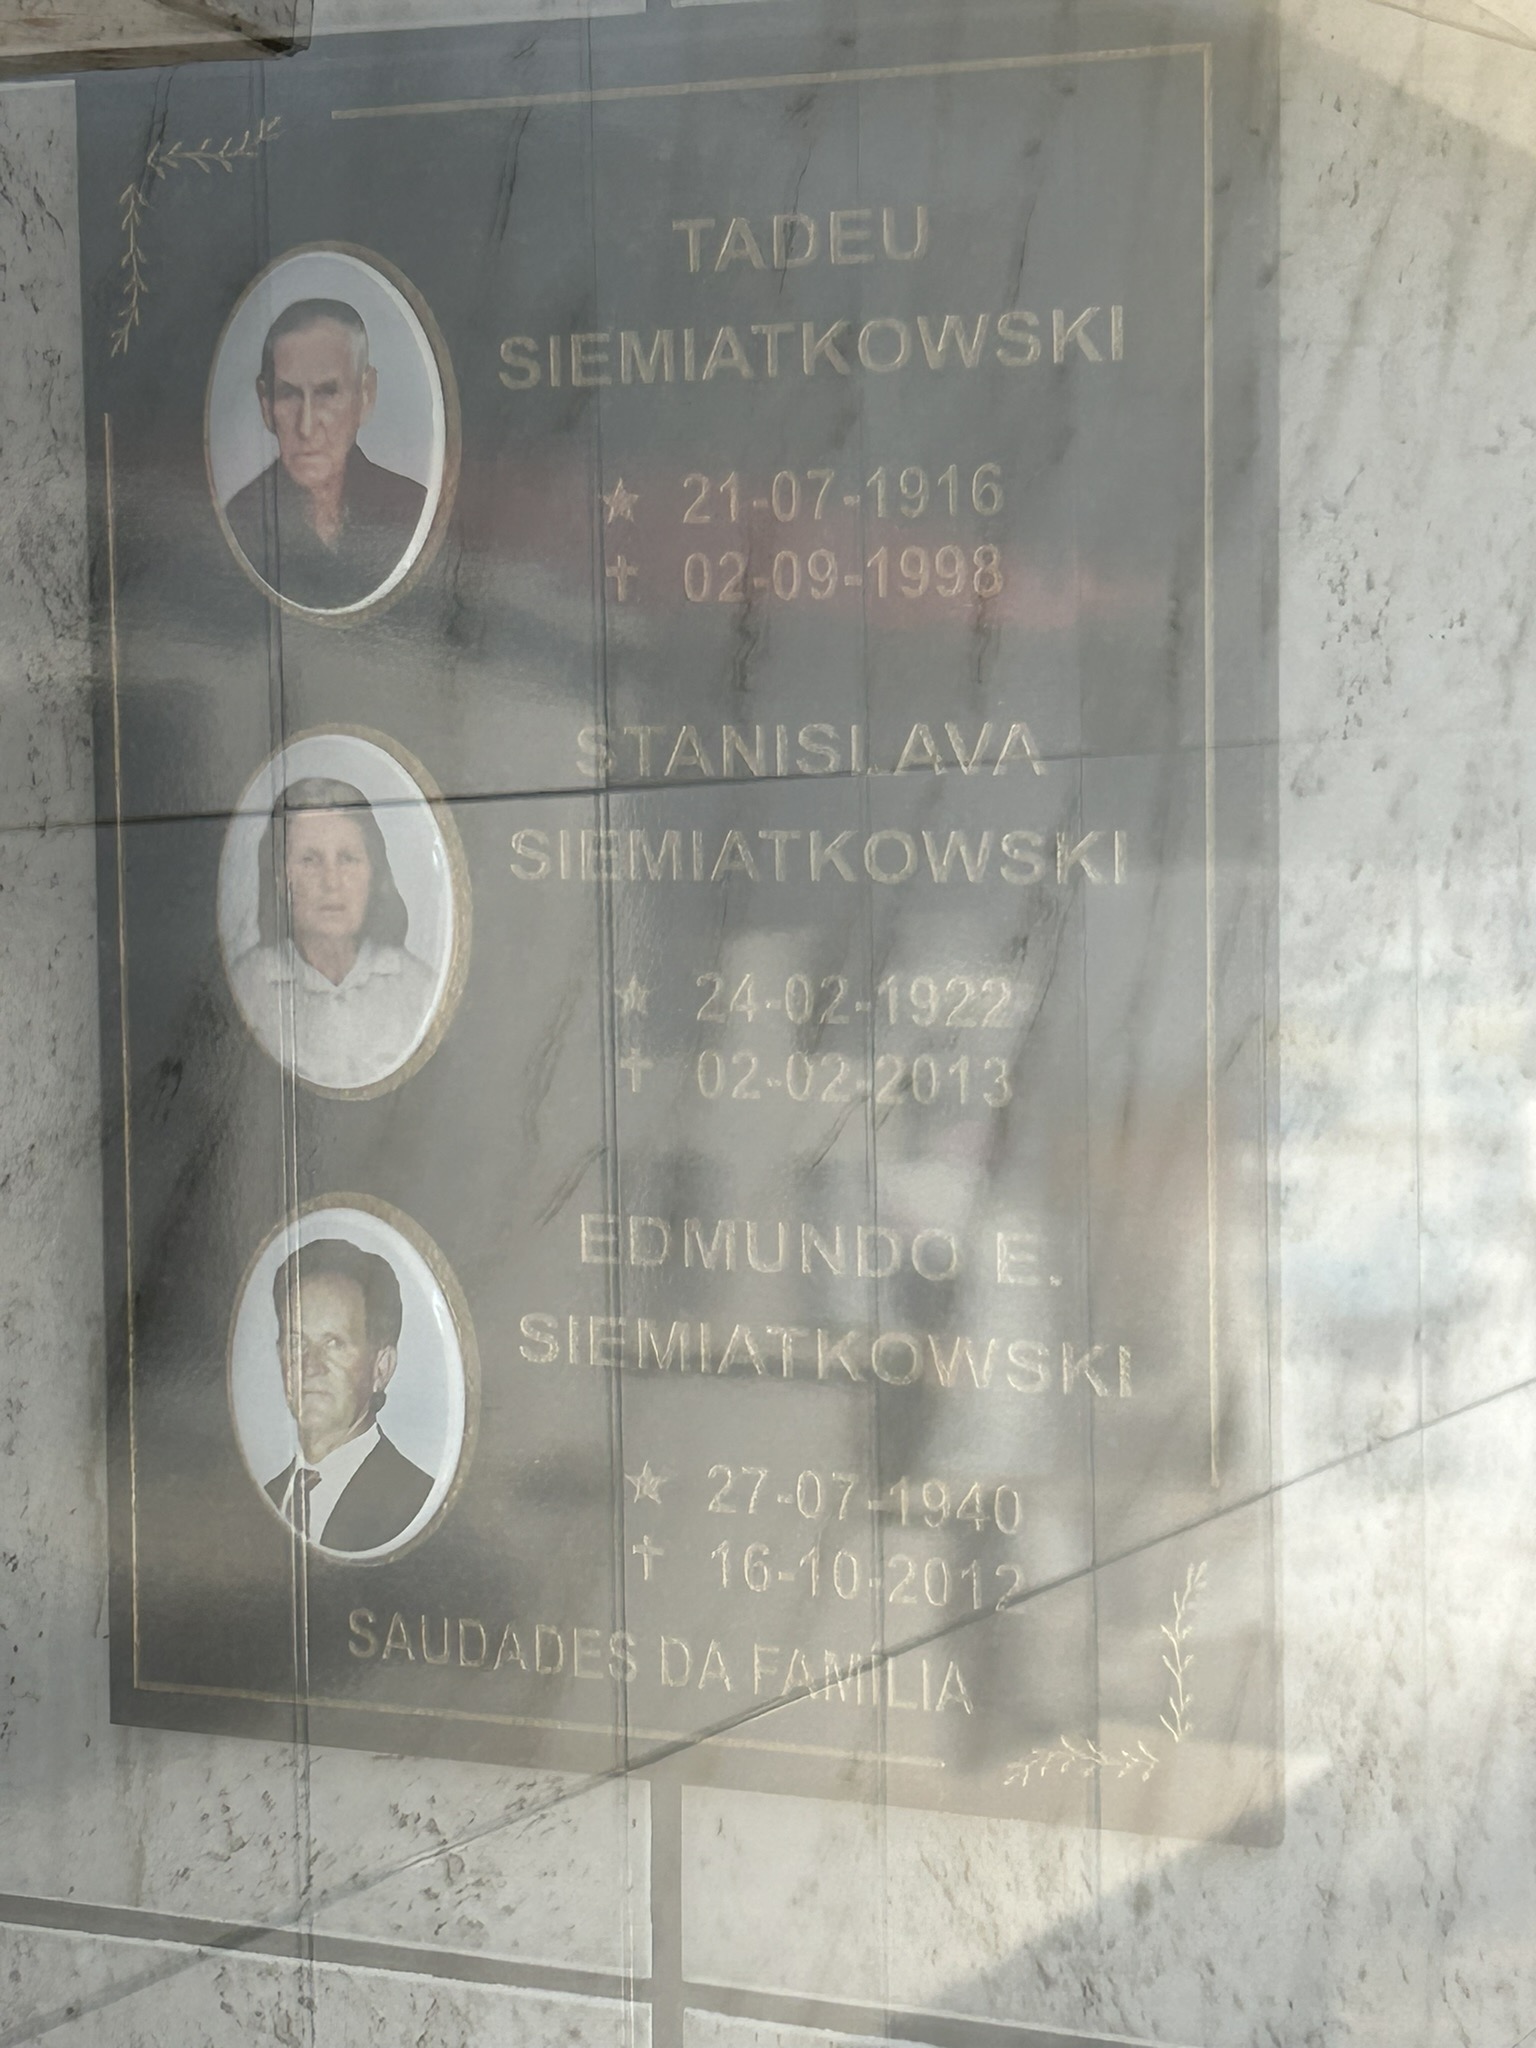 TADEU
SIEMIATKOWSKI
★ 21-07-1916
✝ 02-09-1998
STANISLAVA
SIEMIATKOWSKI
★ 24-02-1922
✝ 02-02-2013
EDMUNDO E.
SIEMIATKOWSKI
★ 27-07-1940
✝ 16-10-2012
SAUDADES DA FAMÍLIA